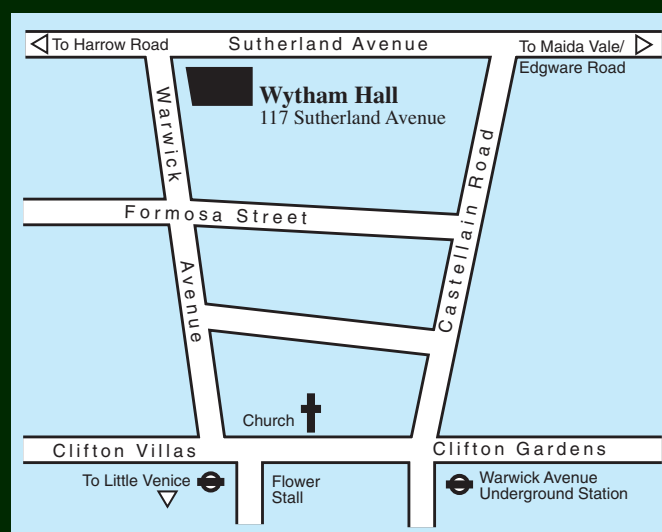 To Harrow Road
Sutherland Avenue
To Maida Vale/
Edgware Road
Wytham Hall
117 Sutherland Avenue
Warwick
Avenue
Castellain Road
Formosa Street
Church
Clifton Villas
Clifton Gardens
To Little Venice
Flower
Stall
Warwick Avenue
Underground Station